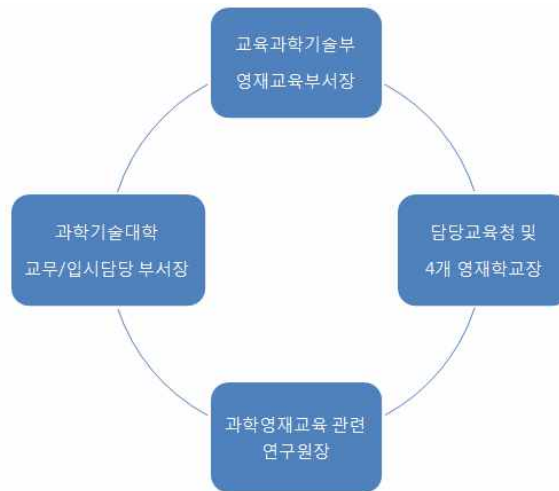 교육과학기술부
영재교육부서장
과학기술대학
교무/입시담당 부서장
담당교육청 및
4개 영재학교장
과학영재교육 관련
연구원장